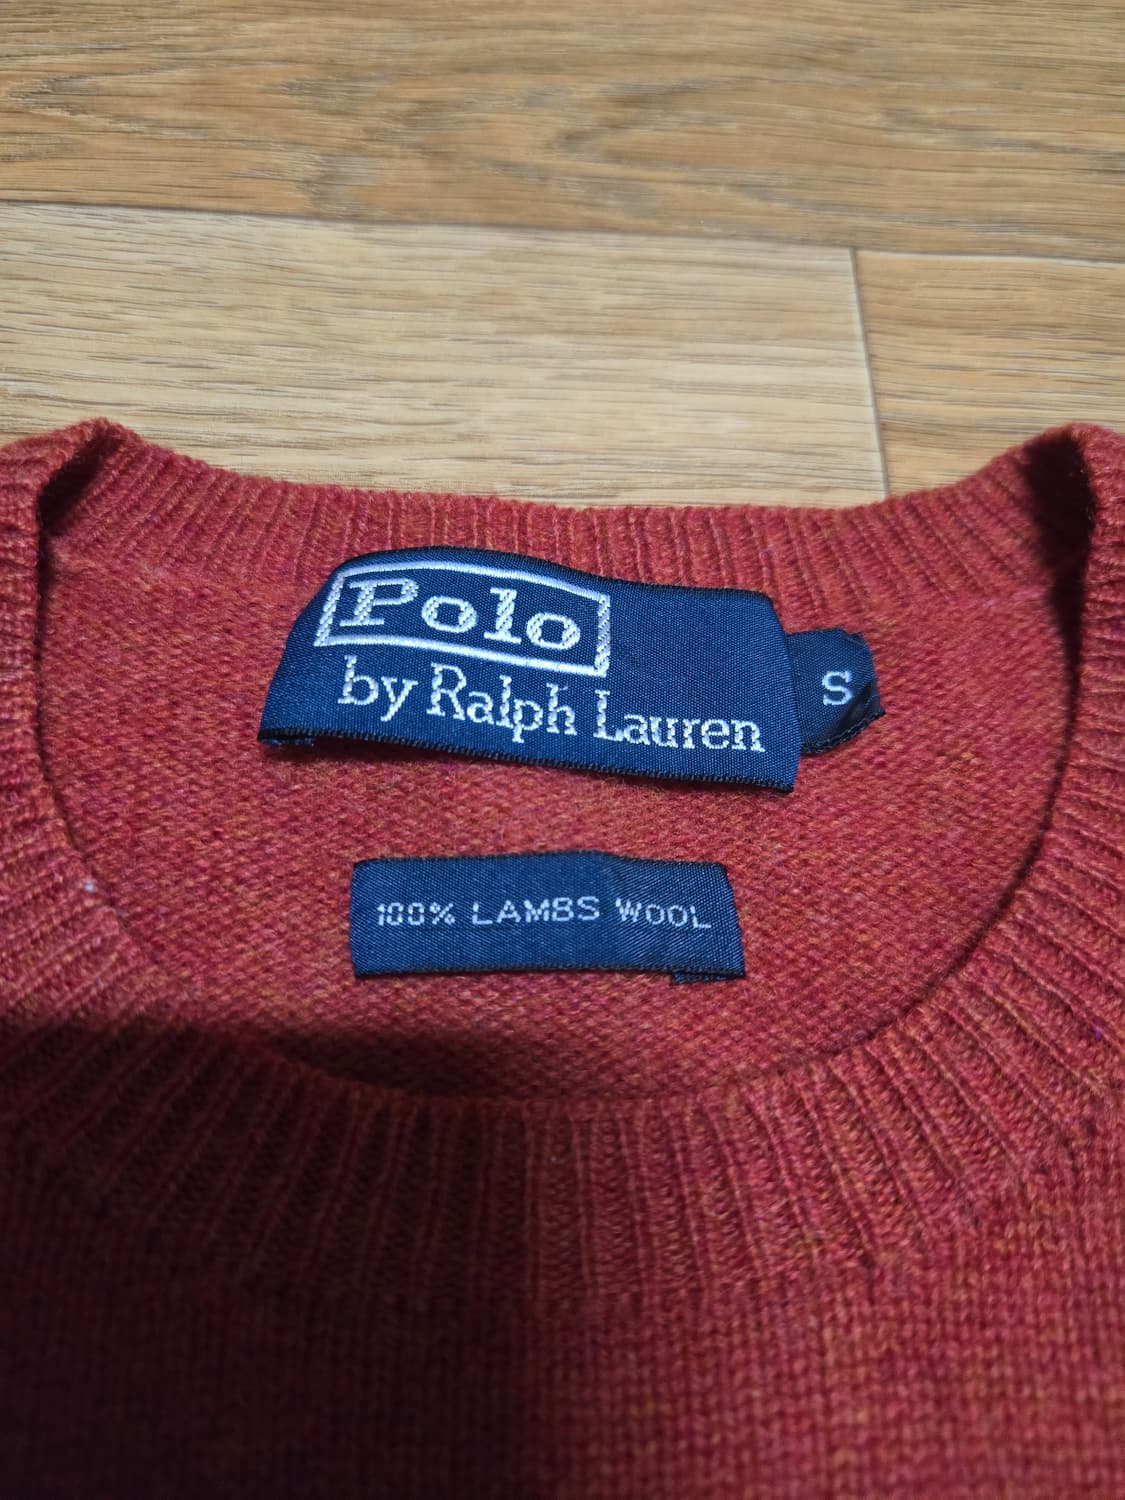 Polo
by Ralph Lauren
S
100% LAMBS WOOL